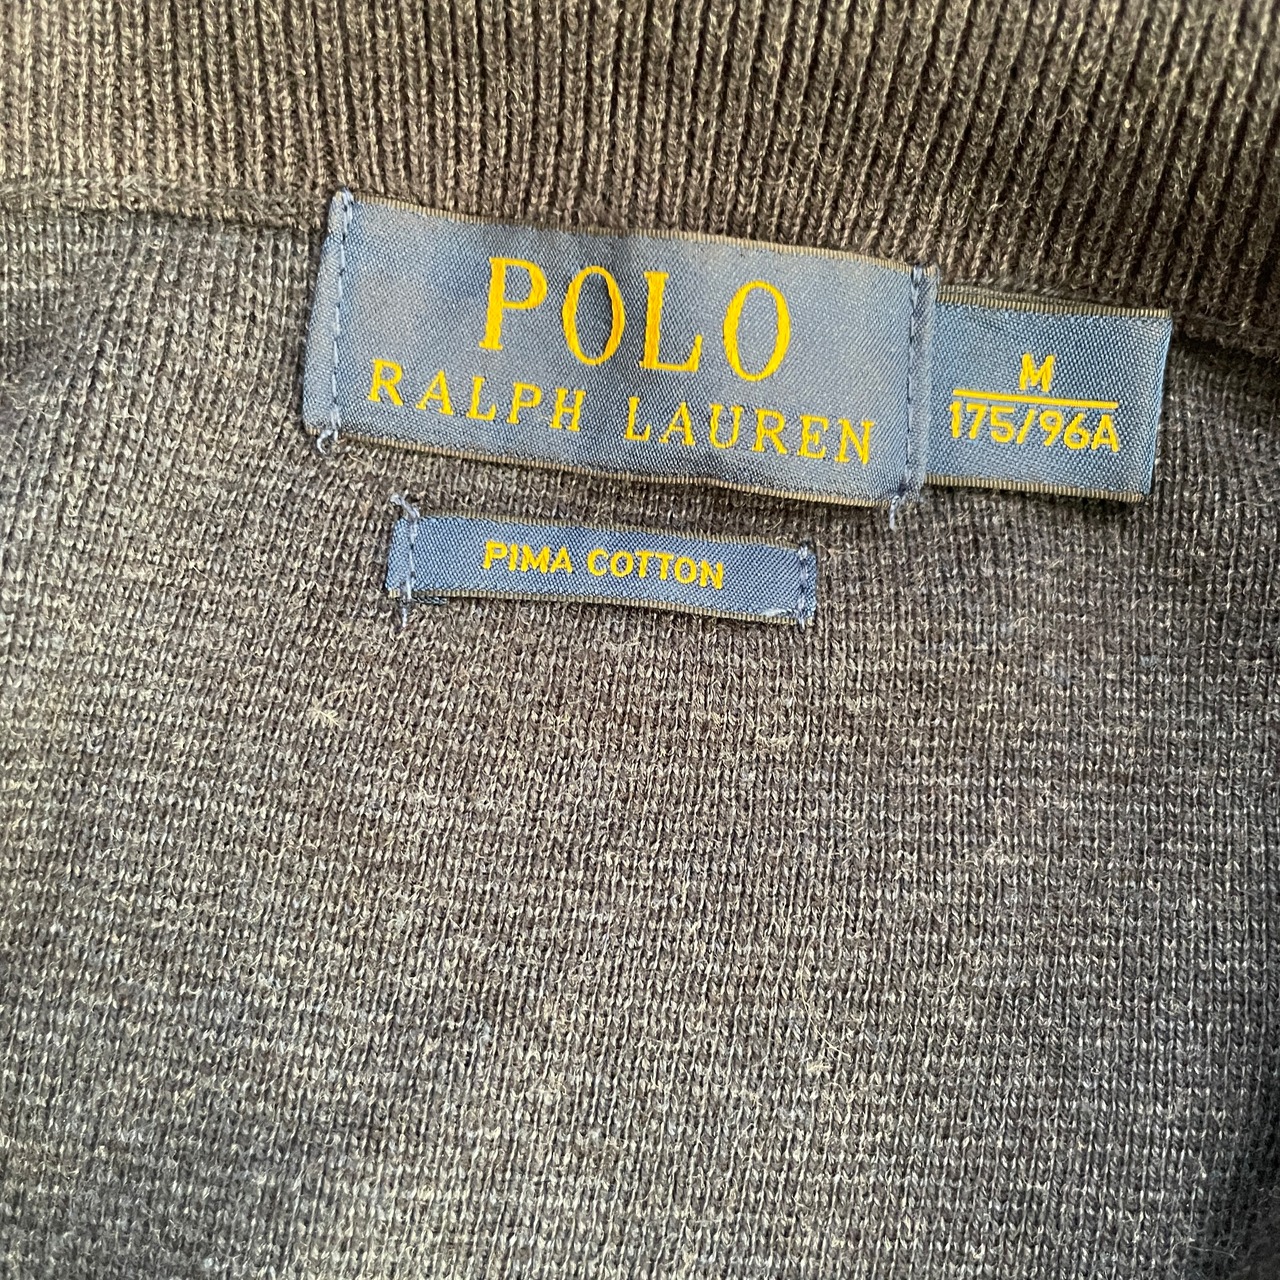 POLO
RALPH LAUREN
M
175/96A
PIMA COTTON